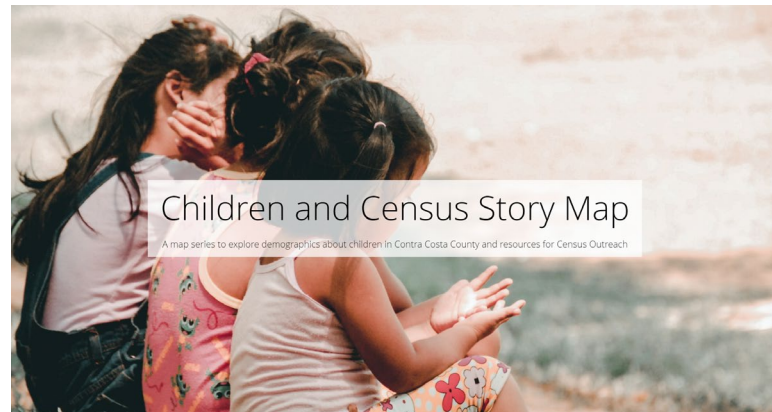 Children and Census Story Map
A map series to explore demographics about children in Contra Costa County and resources for Census Outreach